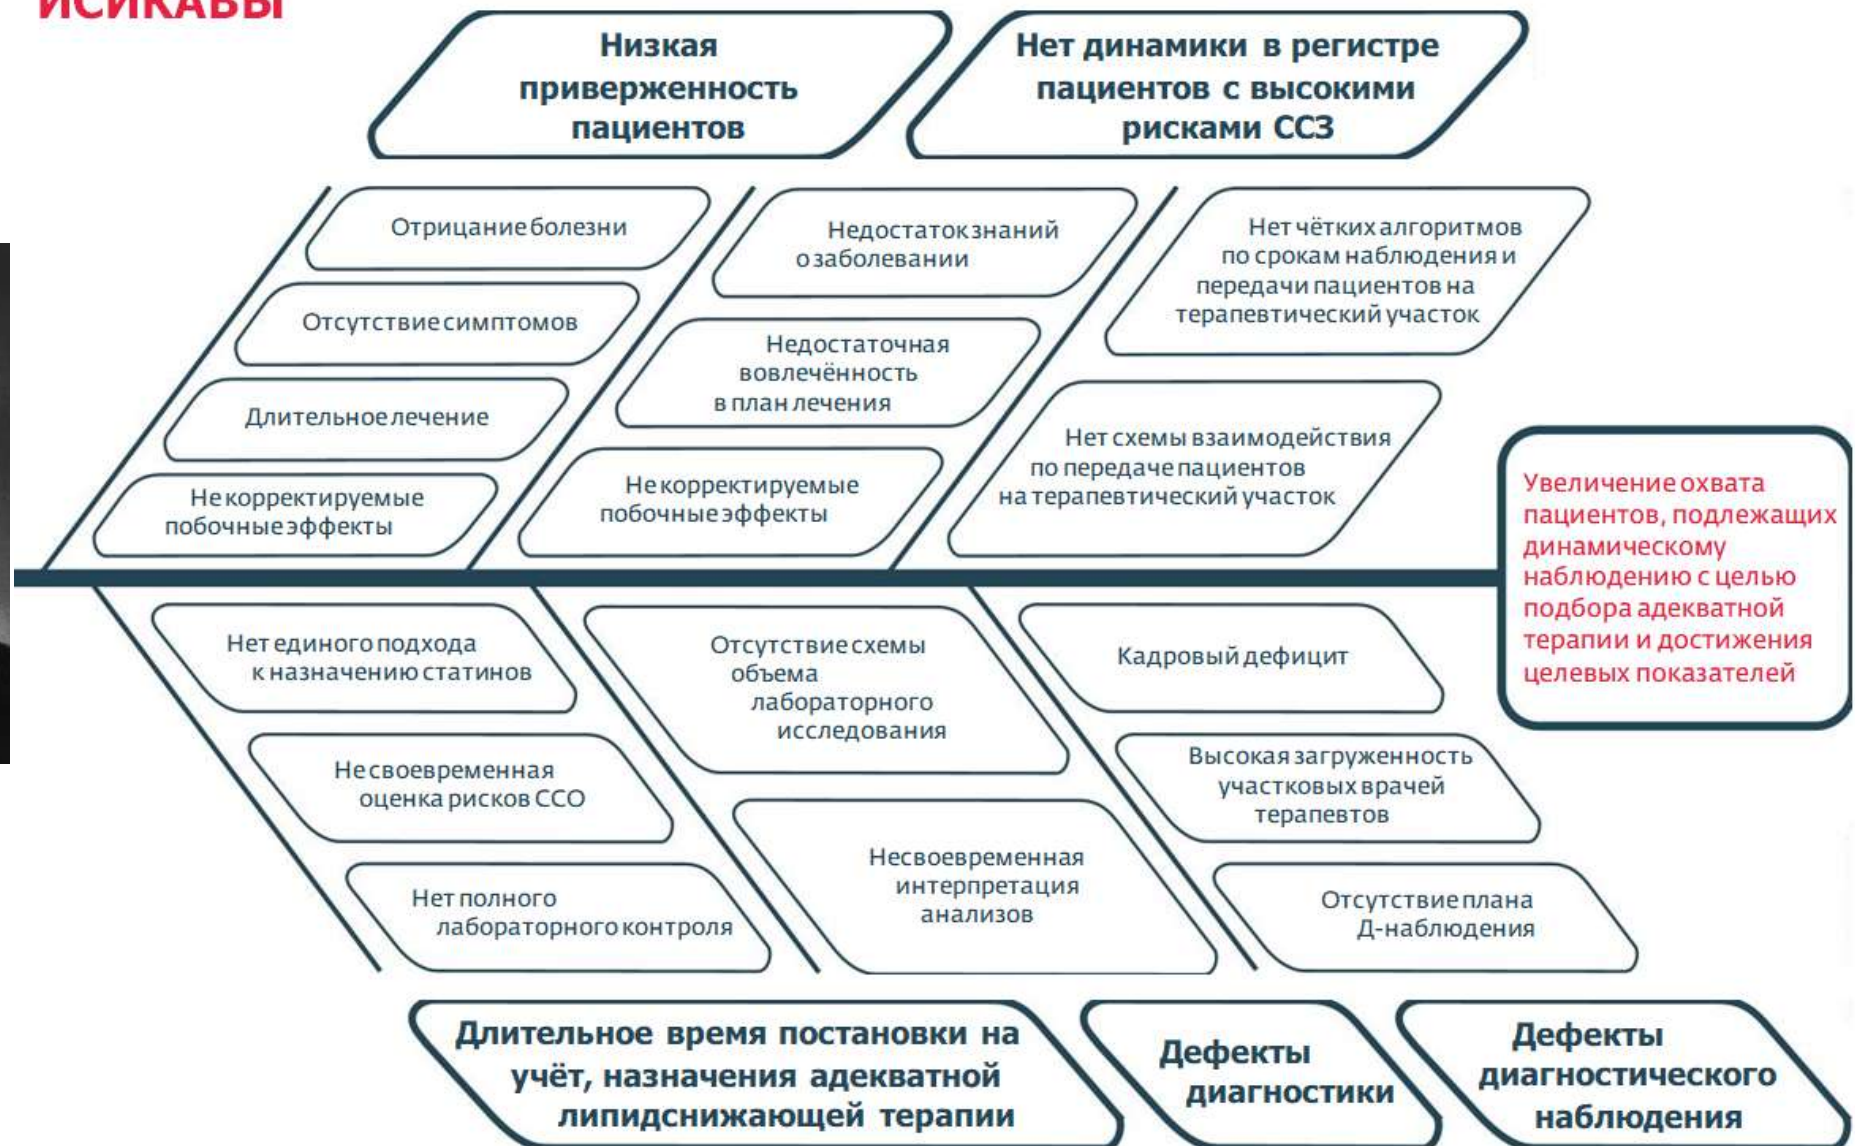 ИСИКАВЫ
Низкая
приверженность
пациентов
Нет динамики в регистре
пациентов с высокими
рисками ССЗ
Отрицание болезни
Отсутствие симптомов
Длительное лечение
Не корректируемые
побочные эффекты
Недостаток знаний
о заболевании
Недостаточная
вовлечённость
в план лечения
Не корректируемые
побочные эффекты
Нет чётких алгоритмов
по срокам наблюдения и
передачи пациентов на
терапевтический участок
Нет схемы взаимодействия
по передаче пациентов
на терапевтический участок
Увеличение охвата
пациентов, подлежащих
динамическому
наблюдению с целью
подбора адекватной
терапии и достижения
целевых показателей
Нет единого подхода
к назначению статинов
Не своевременная
оценка рисков ССО
Нет полного
лабораторного контроля
Отсутствие схемы
объема
лабораторного
исследования
Несвоевременная
интерпретация
анализов
Кадровый дефицит
Высокая загруженность
участковых врачей
терапевтов
Отсутствие плана
Д-наблюдения
Длительное время постановки на
учёт, назначения адекватной
липидснижающей терапии
Дефекты
диагностики
Дефекты
диагностического
наблюдения